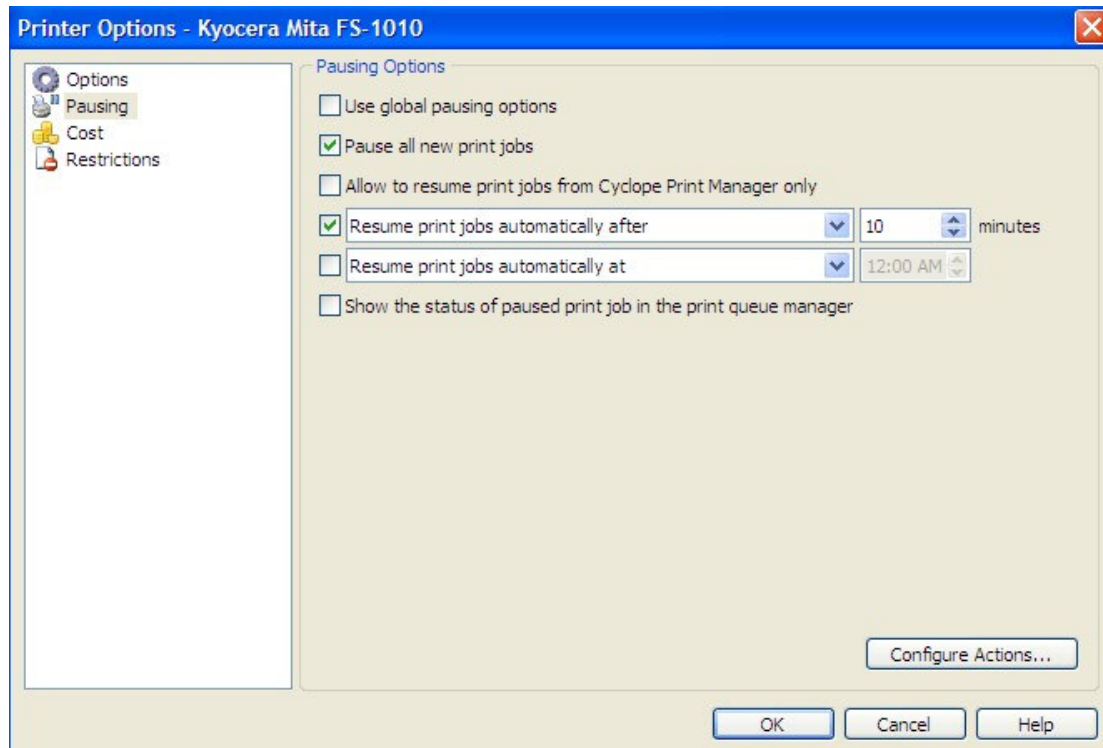 Printer Options - Kyocera Mita FS-1010
Options
Pausing
Cost
Restrictions
Pausing Options
Use global pausing options
Pause all new print jobs
Allow to resume print jobs from Cyclope Print Manager only
Resume print jobs automatically after 10 minutes
Resume print jobs automatically at 12:00 AM
Show the status of paused print job in the print queue manager
Configure Actions...
OK Cancel Help